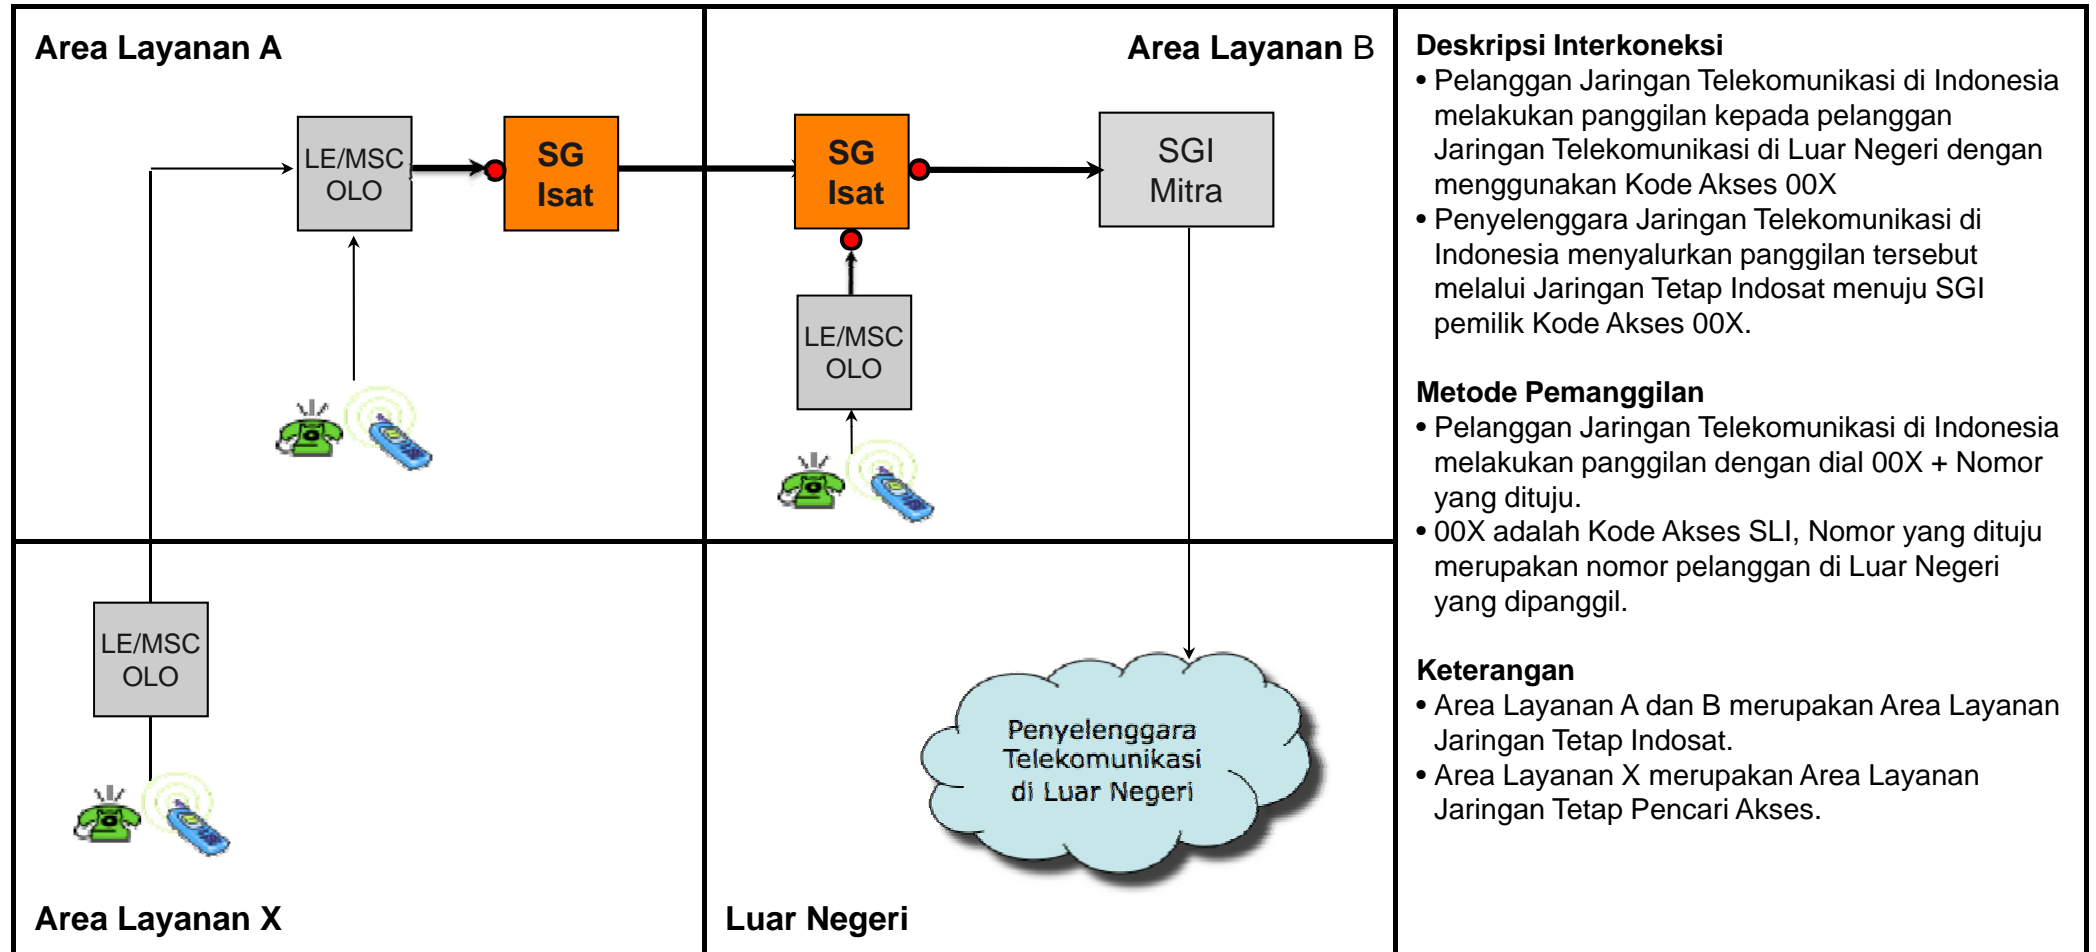 Area Layanan A
LE/MSC
OLO
SG
Isat
Area Layanan B
SG
Isat
SGI
Mitra
LE/MSC
OLO
LE/MSC
OLO
Area Layanan X
Penyelenggara
Telekomunikasi
di Luar Negeri
Luar Negeri
Deskripsi Interkoneksi
• Pelanggan Jaringan Telekomunikasi di Indonesia
melakukan panggilan kepada pelanggan
Jaringan Telekomunikasi di Luar Negeri dengan
menggunakan Kode Akses 00X
• Penyelenggara Jaringan Telekomunikasi di
Indonesia menyalurkan panggilan tersebut
melalui Jaringan Tetap Indosat menuju SGI
pemilik Kode Akses 00X.
Metode Pemanggilan
• Pelanggan Jaringan Telekomunikasi di Indonesia
melakukan panggilan dengan dial 00X + Nomor
yang dituju.
• 00X adalah Kode Akses SLI, Nomor yang dituju
merupakan nomor pelanggan di Luar Negeri
yang dipanggil.
Keterangan
• Area Layanan A dan B merupakan Area Layanan
Jaringan Tetap Indosat.
• Area Layanan X merupakan Area Layanan
Jaringan Tetap Pencari Akses.